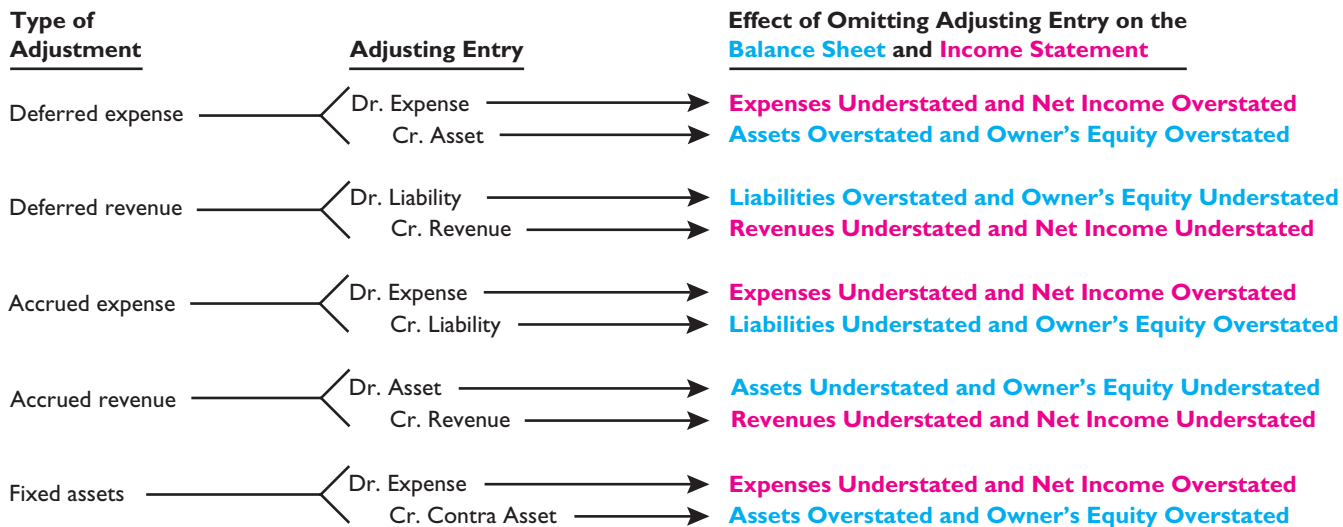 Type of Adjustment
Adjusting Entry
Effect of Omitting Adjusting Entry on the
Balance Sheet and Income Statement
Deferred expense
Dr. Expense
Expenses Understated and Net Income Overstated
Cr. Asset
Assets Overstated and Owner's Equity Overstated
Deferred revenue
Dr. Liability
Liabilities Overstated and Owner's Equity Understated
Cr. Revenue
Revenues Understated and Net Income Understated
Accrued expense
Dr. Expense
Expenses Understated and Net Income Overstated
Cr. Liability
Liabilities Understated and Owner's Equity Overstated
Accrued revenue
Dr. Asset
Assets Understated and Owner's Equity Understated
Cr. Revenue
Revenues Understated and Net Income Understated
Fixed assets
Dr. Expense
Expenses Understated and Net Income Overstated
Cr. Contra Asset
Assets Overstated and Owner's Equity Overstated